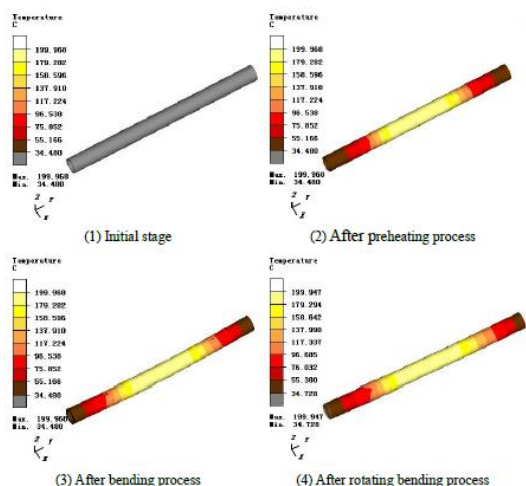 Temperature
C
199.968
179.282
158.596
137.910
117.224
96.538
75.852
55.166
34.480
Max. 199.968
Min. 34.480
Z Y
X
(1) Initial stage
Temperature
C
199.968
179.282
158.596
137.910
117.224
96.538
75.852
55.166
34.480
Max. 199.968
Min. 34.480
Z Y
X
(2) After preheating process
Temperature
C
199.968
179.282
158.596
137.910
117.224
96.538
75.852
55.166
34.480
Max. 199.968
Min. 34.480
Z Y
X
(3) After bending process
Temperature
C
199.947
179.294
158.642
137.990
117.337
96.685
76.032
55.380
34.728
Max. 199.947
Min. 34.728
Z Y
X
(4) After rotating bending process